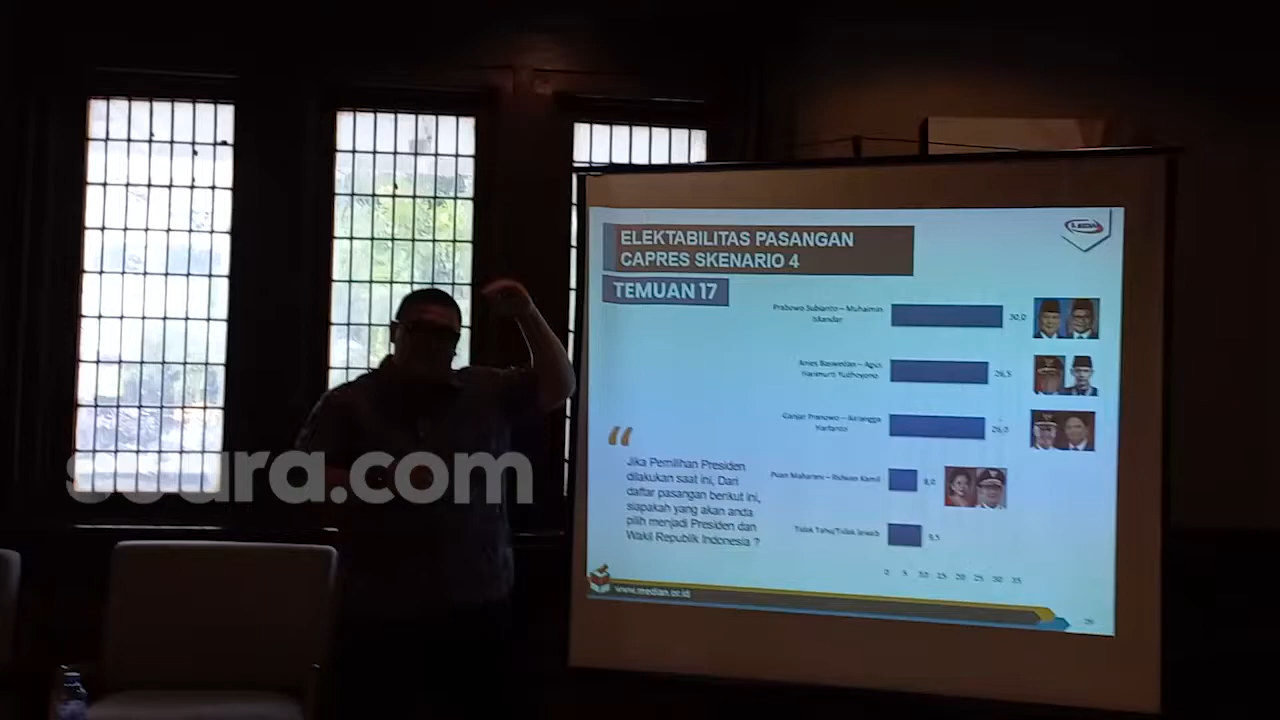 suara.com
ELEKTABILITAS PASANGAN
CAPRES SKENARIO 4
TEMUAN 17
Prabowo Subianto – Muhaimin
Iskandar
30,0
Anies Baswedan – Agus
Harimurti Yudhoyono
26,5
Ganjar Pranowo – Airlangga
Hartarto
26,0
Puan Maharani – Ridwan Kamil
8,0
Tidak Tahu/Tidak Jawab
9,5
0 5 10 15 20 25 30 35
“
Jika Pemilihan Presiden
dilakukan saat ini, Dari
daftar pasangan berikut ini,
siapakah yang akan anda
pilih menjadi Presiden dan
Wakil Republik Indonesia ?
www.median.or.id